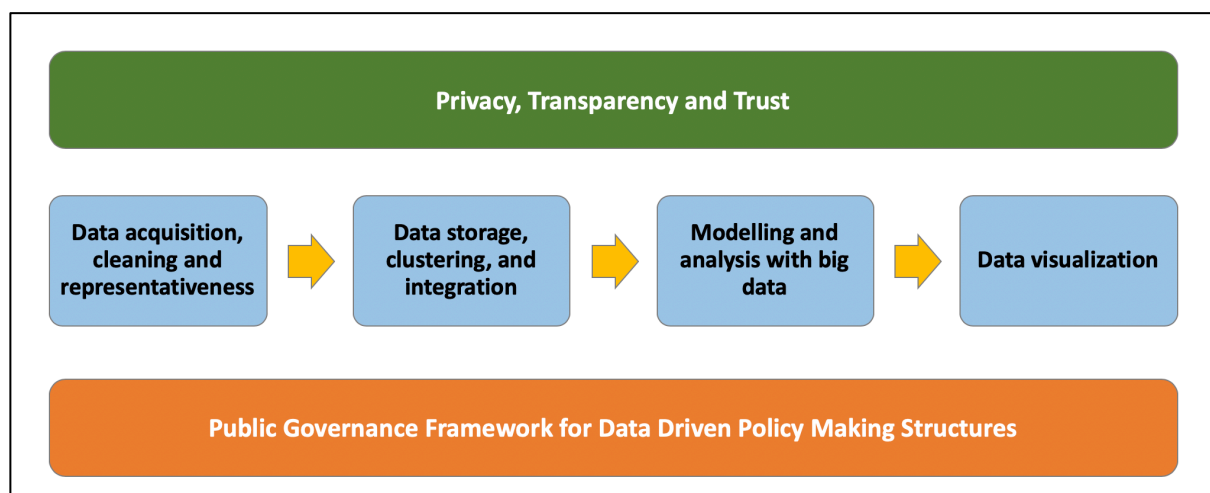 Privacy, Transparency and Trust
Data acquisition,
cleaning and
representativeness
Data storage,
clustering, and
integration
Modelling and
analysis with big
data
Data visualization
Public Governance Framework for Data Driven Policy Making Structures